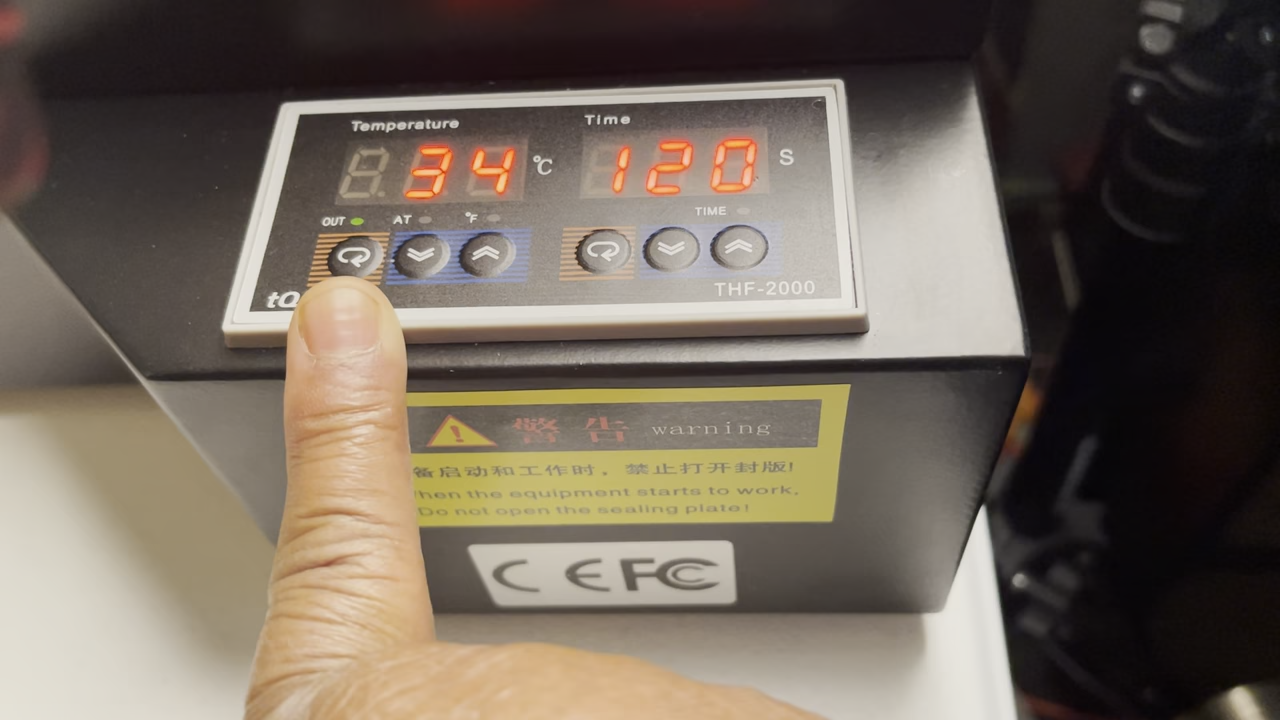 Temperature Time
34 °C 120 S
OUT AT °F TIME
THF-2000
警告 warning
启动和工作时，禁止打开封版!
the equipment starts to work,
Do not open the sealing plate!
CE FC